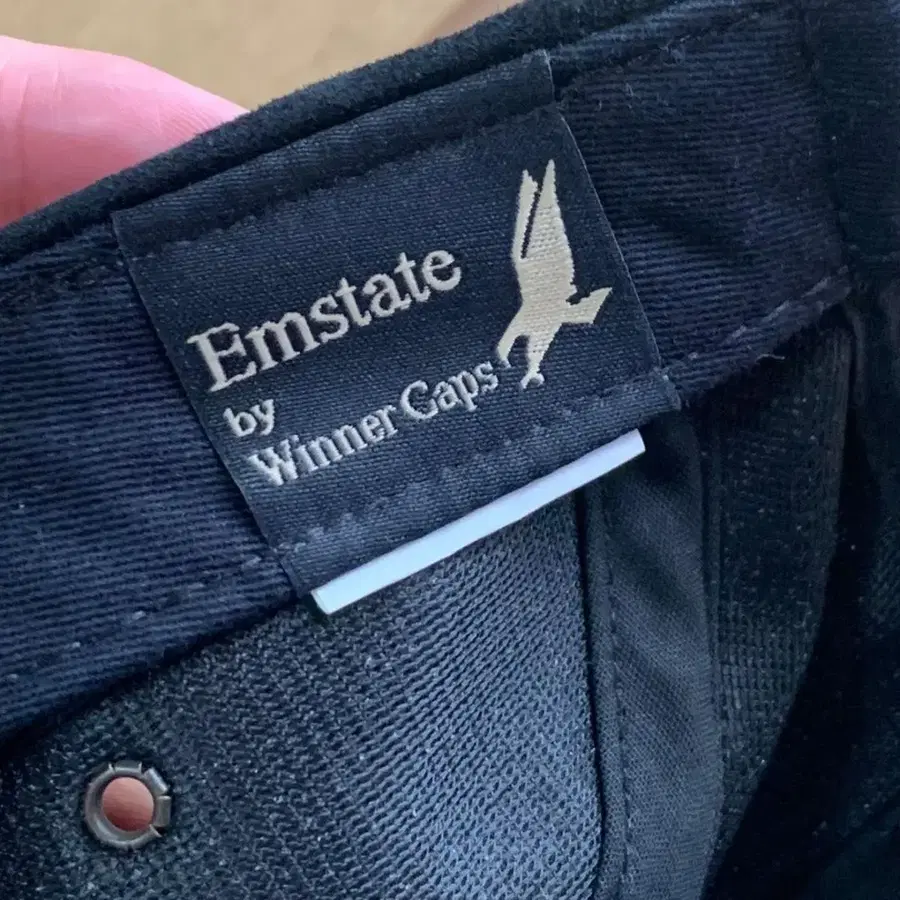 Emstate
by
Winner Caps